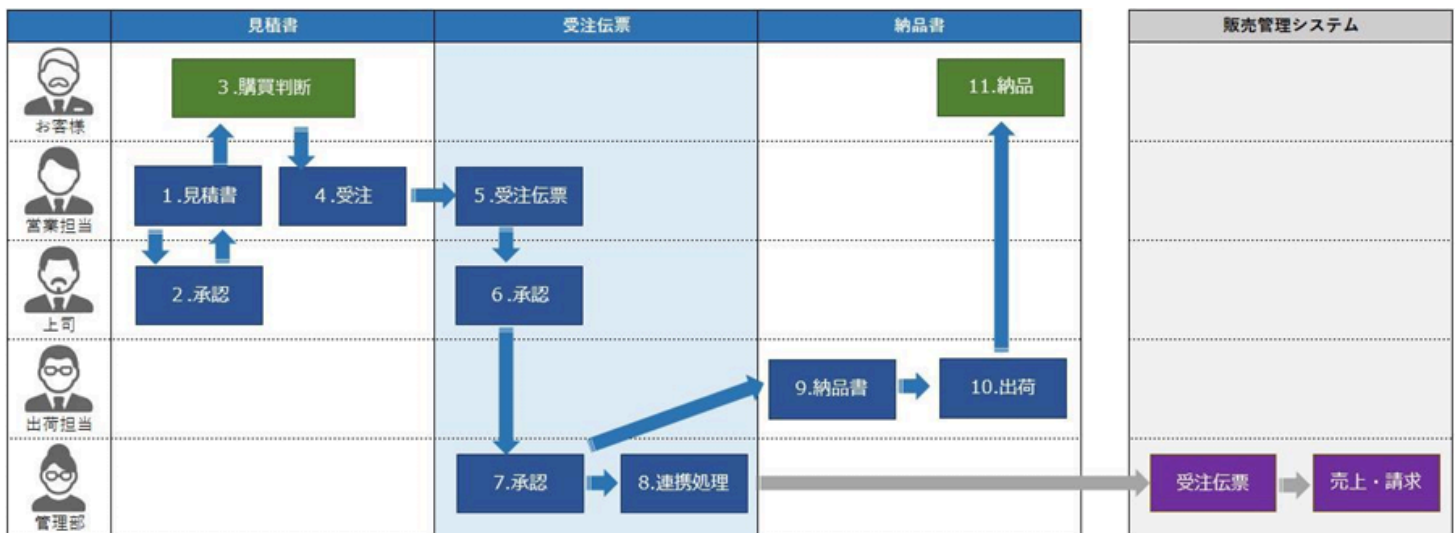 見積書
受注伝票
納品書
販売管理システム
お客様
3.購買判断
11.納品
営業担当
1.見積書
4.受注
5.受注伝票
上司
2.承認
6.承認
出荷担当
9.納品書
10.出荷
管理部
7.承認
8.連携処理
受注伝票
売上・請求